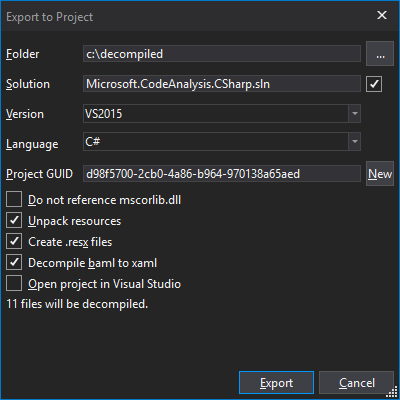 Export to Project
Folder c:\decompiled ...
Solution Microsoft.CodeAnalysis.CSharp.sln
Version VS2015
Language C#
Project GUID d98f5700-2cb0-4a86-b964-970138a65aed New
Do not reference mscorlib.dll
Unpack resources
Create .resx files
Decompile baml to xaml
Open project in Visual Studio
11 files will be decompiled.
Export Cancel